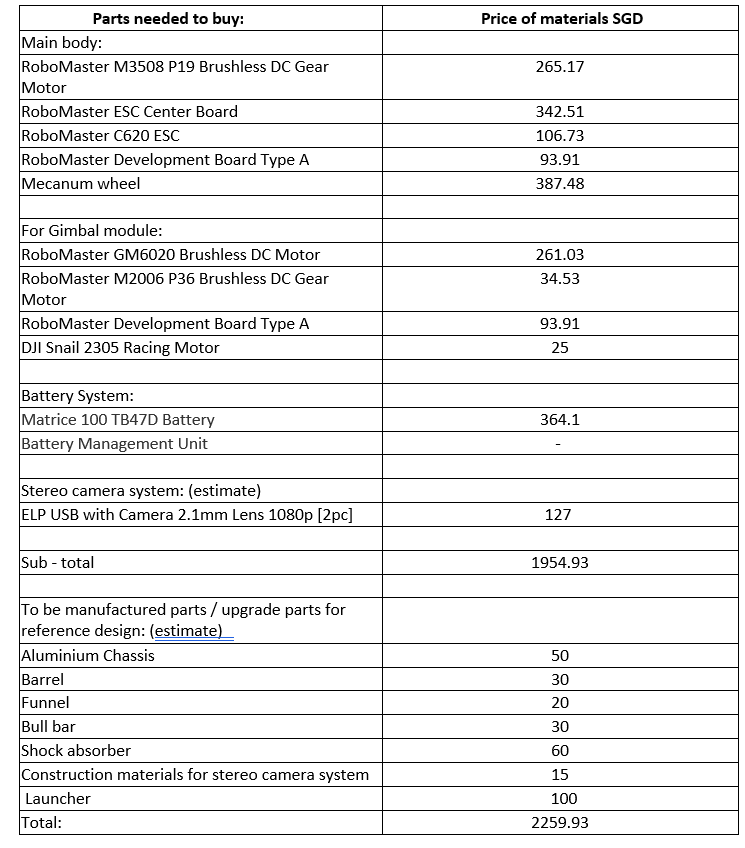 Parts needed to buy: Price of materials SGD
Main body:
RoboMaster M3508 P19 Brushless DC Gear 265.17
Motor
RoboMaster ESC Center Board 342.51
RoboMaster C620 ESC 106.73
RoboMaster Development Board Type A 93.91
Mecanum wheel 387.48
For Gimbal module:
RoboMaster GM6020 Brushless DC Motor 261.03
RoboMaster M2006 P36 Brushless DC Gear 34.53
Motor
RoboMaster Development Board Type A 93.91
DJI Snail 2305 Racing Motor 25
Battery System:
Matrice 100 TB47D Battery 364.1
Battery Management Unit -
Stereo camera system: (estimate)
ELP USB with Camera 2.1mm Lens 1080p [2pc] 127
Sub - total 1954.93
To be manufactured parts / upgrade parts for
reference design: (estimate)
Aluminium Chassis 50
Barrel 30
Funnel 20
Bull bar 30
Shock absorber 60
Construction materials for stereo camera system 15
Launcher 100
Total: 2259.93